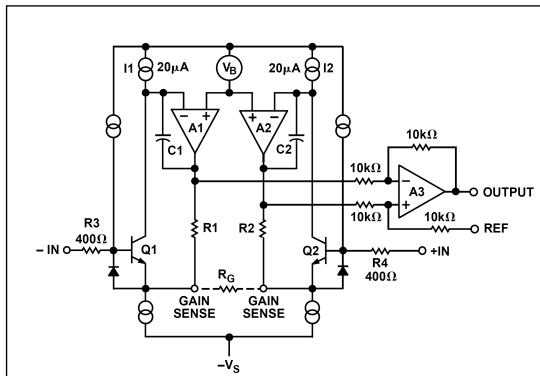 I1 20µA VB 20µA I2
A1 A2
C1 C2
10kΩ
10kΩ
A3 OUTPUT
10kΩ 10kΩ
REF
R3
400Ω
R1 R2
– IN Q1 Q2 +IN
R4
400Ω
RG
GAIN
SENSE
GAIN
SENSE
–VS